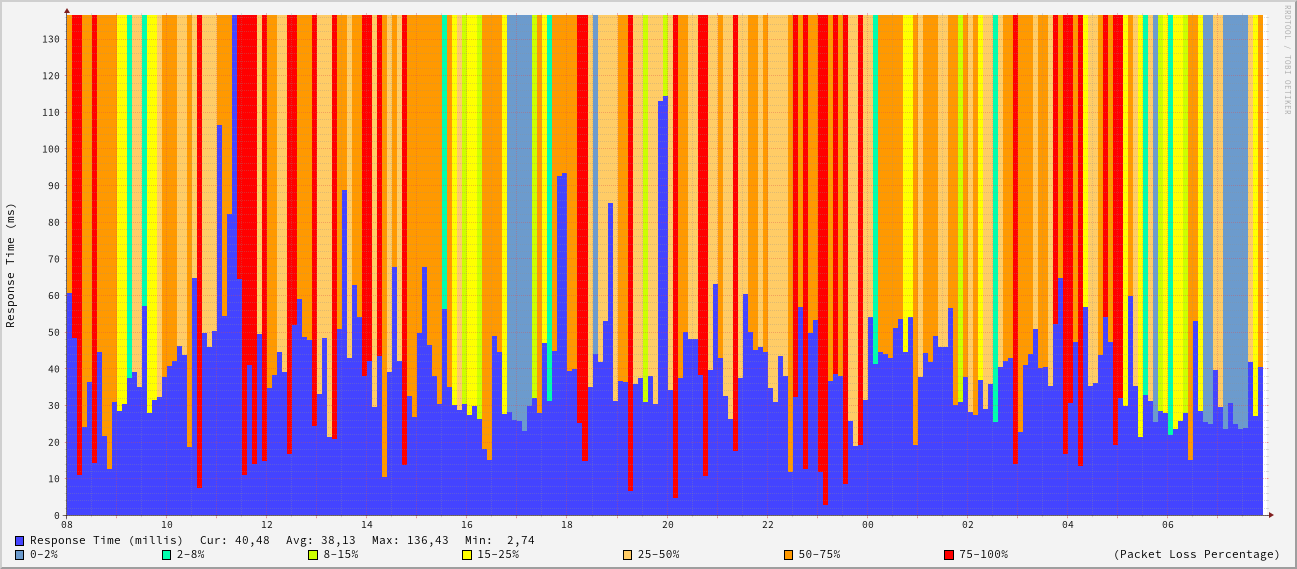 RRDTOOL / TOBI OETIKER
Response Time (ms)
130
120
110
100
90
80
70
60
50
40
30
20
10
0
08 10 12 14 16 18 20 22 00 02 04 06
Response Time (millis) Cur: 40,48 Avg: 38,13 Max: 136,43 Min: 2,74
0-2% 2-8% 8-15% 15-25% 25-50% 50-75% 75-100% (Packet Loss Percentage)